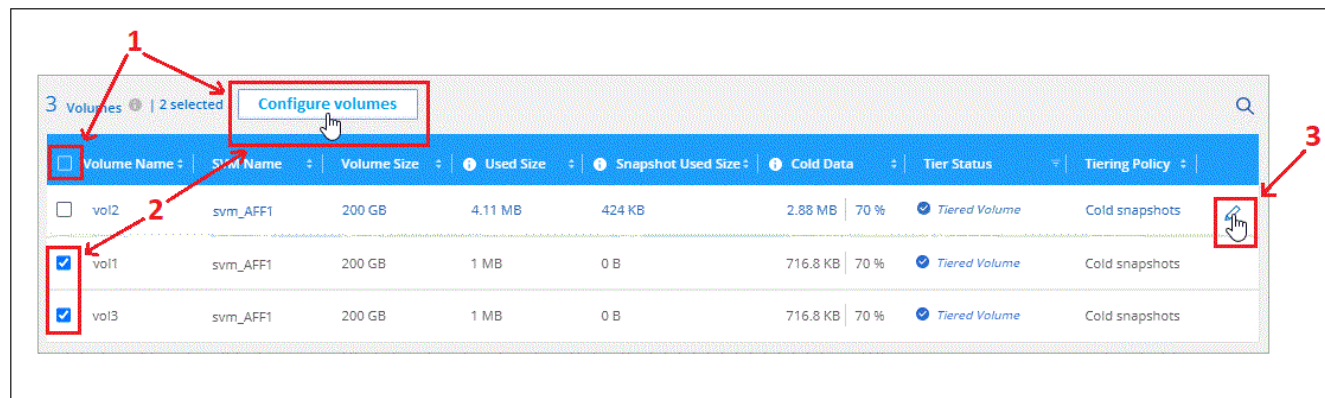 1
3 Volumes | 2 selected Configure volumes
3
Volume Name SVM Name Volume Size Used Size Snapshot Used Size Cold Data Tier Status Tiering Policy
2
vol2 svm_AFF1 200 GB 4.11 MB 424 KB 2.88 MB 70 % Tiered Volume Cold snapshots
vol1 svm_AFF1 200 GB 1 MB 0 B 716.8 KB 70 % Tiered Volume Cold snapshots
vol3 svm_AFF1 200 GB 1 MB 0 B 716.8 KB 70 % Tiered Volume Cold snapshots